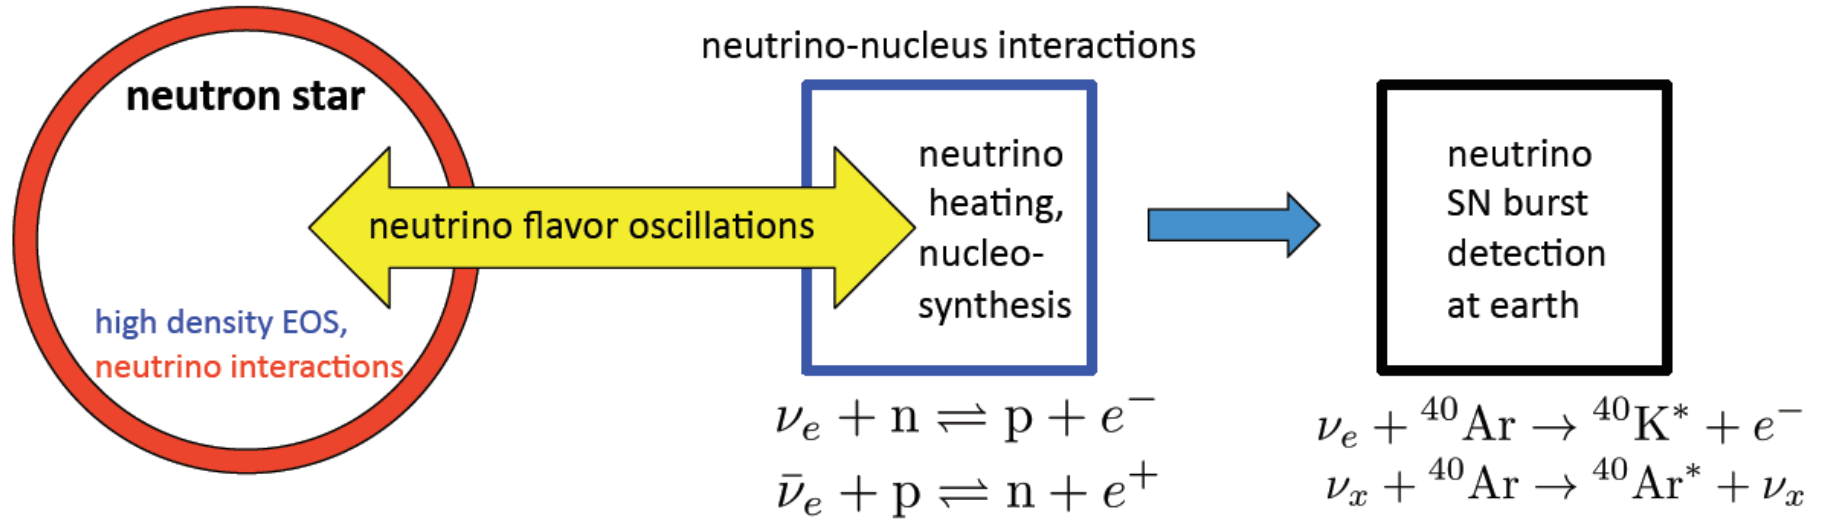 neutron star
high density EOS,
neutrino interactions
neutrino flavor oscillations
neutrino-nucleus interactions
neutrino
heating,
nucleo-
synthesis
νₑ + n ⇌ p + e⁻
ν̄ₑ + p ⇌ n + e⁺
neutrino
SN burst
detection
at earth
νₑ + ⁴⁰Ar → ⁴⁰K* + e⁻
νₓ + ⁴⁰Ar → ⁴⁰Ar* + νₓ